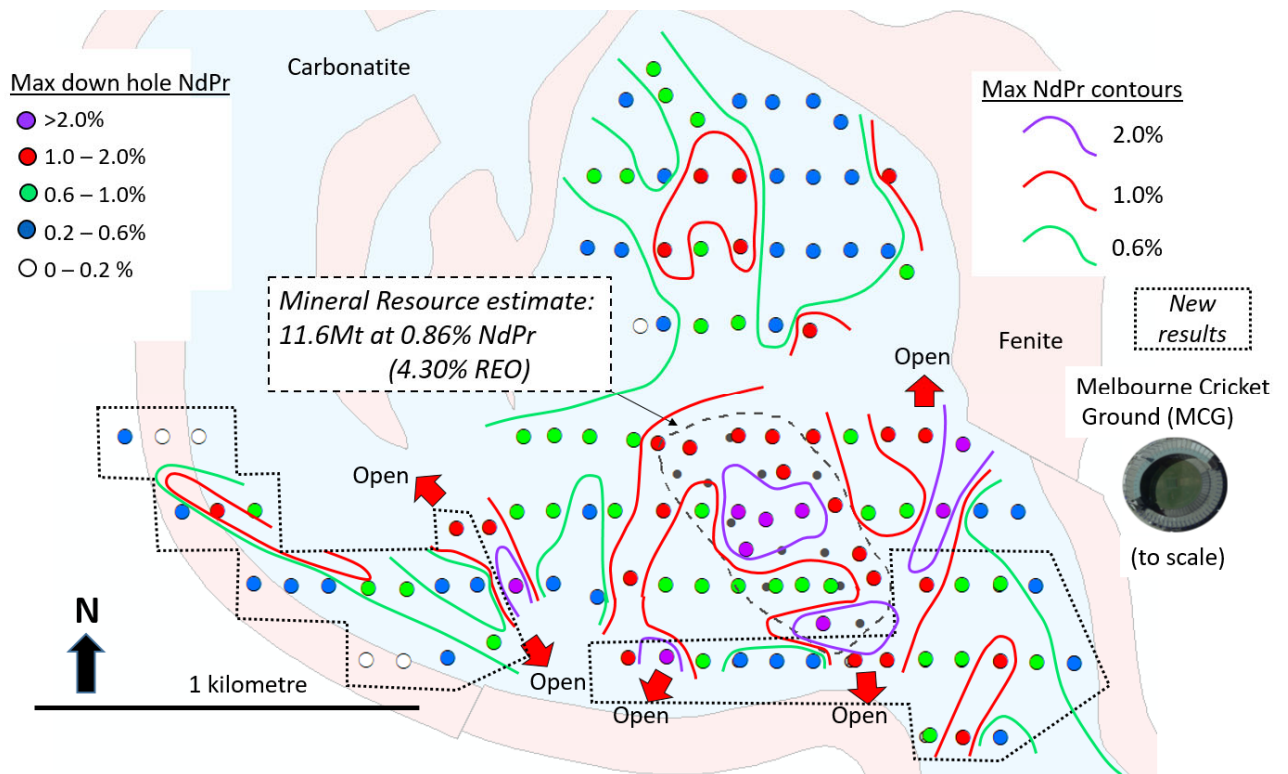 Carbonatite
Max down hole NdPr
>2.0%
1.0 – 2.0%
0.6 – 1.0%
0.2 – 0.6%
0 – 0.2 %
Max NdPr contours
2.0%
1.0%
0.6%
New
results
Mineral Resource estimate:
11.6Mt at 0.86% NdPr
(4.30% REO)
Fenite
Open
Melbourne Cricket
Ground (MCG)
(to scale)
Open
N
1 kilometre
Open
Open
Open